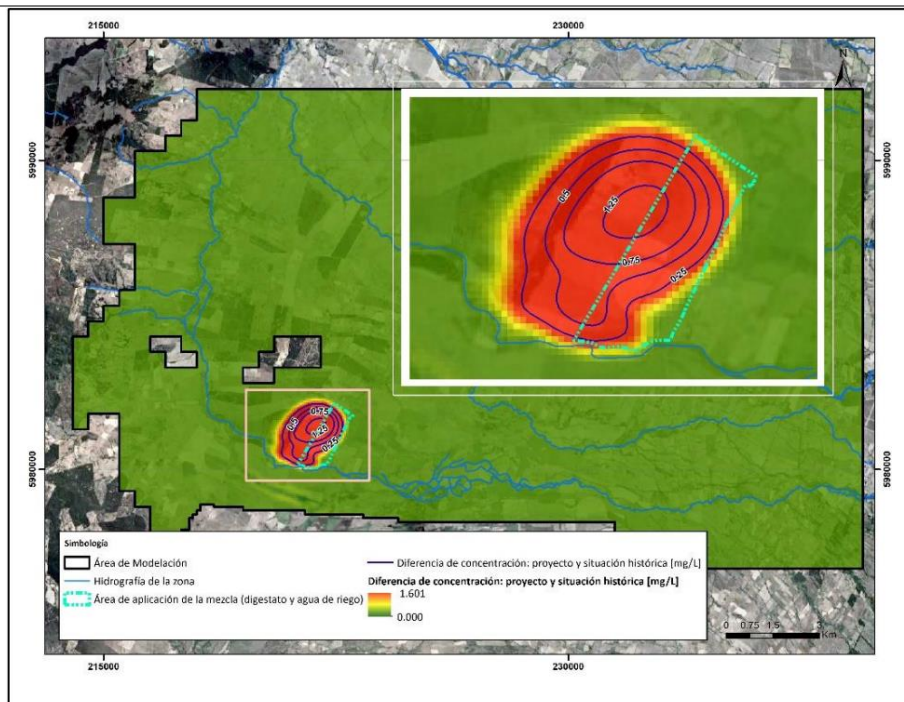 215000 230000
N
5990000 5990000
0.5
1.25
0.75
0.25
0.75
0.5
1.25
0.25
5980000 5980000
Simbología
Área de Modelación
Hidrografía de la zona
Área de aplicación de la mezcla (digestato y agua de riego)
Diferencia de concentración: proyecto y situación histórica [mg/L]
Diferencia de concentración: proyecto y situación histórica [mg/L]
1.601
0.000
0 0.75 1.5 3
Km
215000 230000